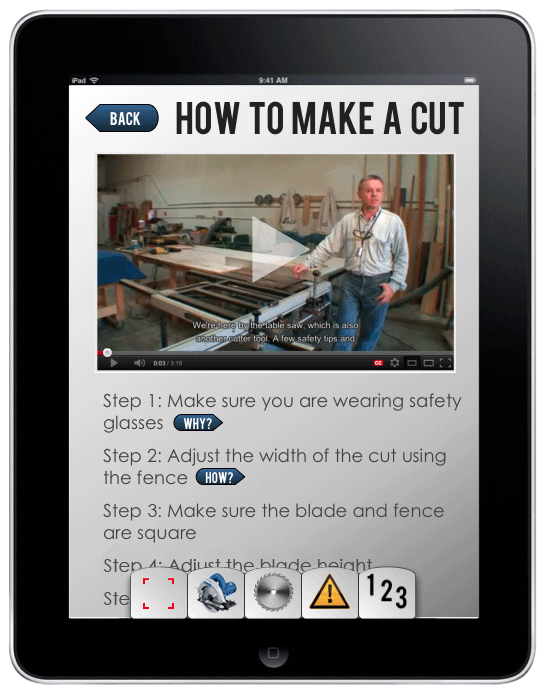 iPad 9:41 AM
BACK
HOW TO MAKE A CUT
We're here by the table saw, which is also
another cutter tool. A few safety tips and
0:03 / 3:15
CC
Step 1: Make sure you are wearing safety
glasses WHY?
Step 2: Adjust the width of the cut using
the fence HOW?
Step 3: Make sure the blade and fence
are square
Step 4: Adjust the blade height
Ste
123